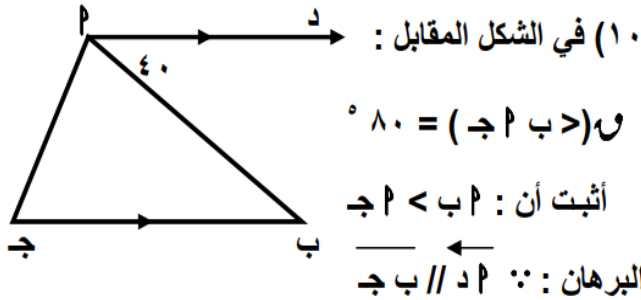 ١٠) في الشكل المقابل :
ق(< ب أ جـ ) = ٨٠ °
أثبت أن : أ ب > أ جـ
البرهان : ∵ أ د // ب جـ
أ
د
٤٠
جـ
ب